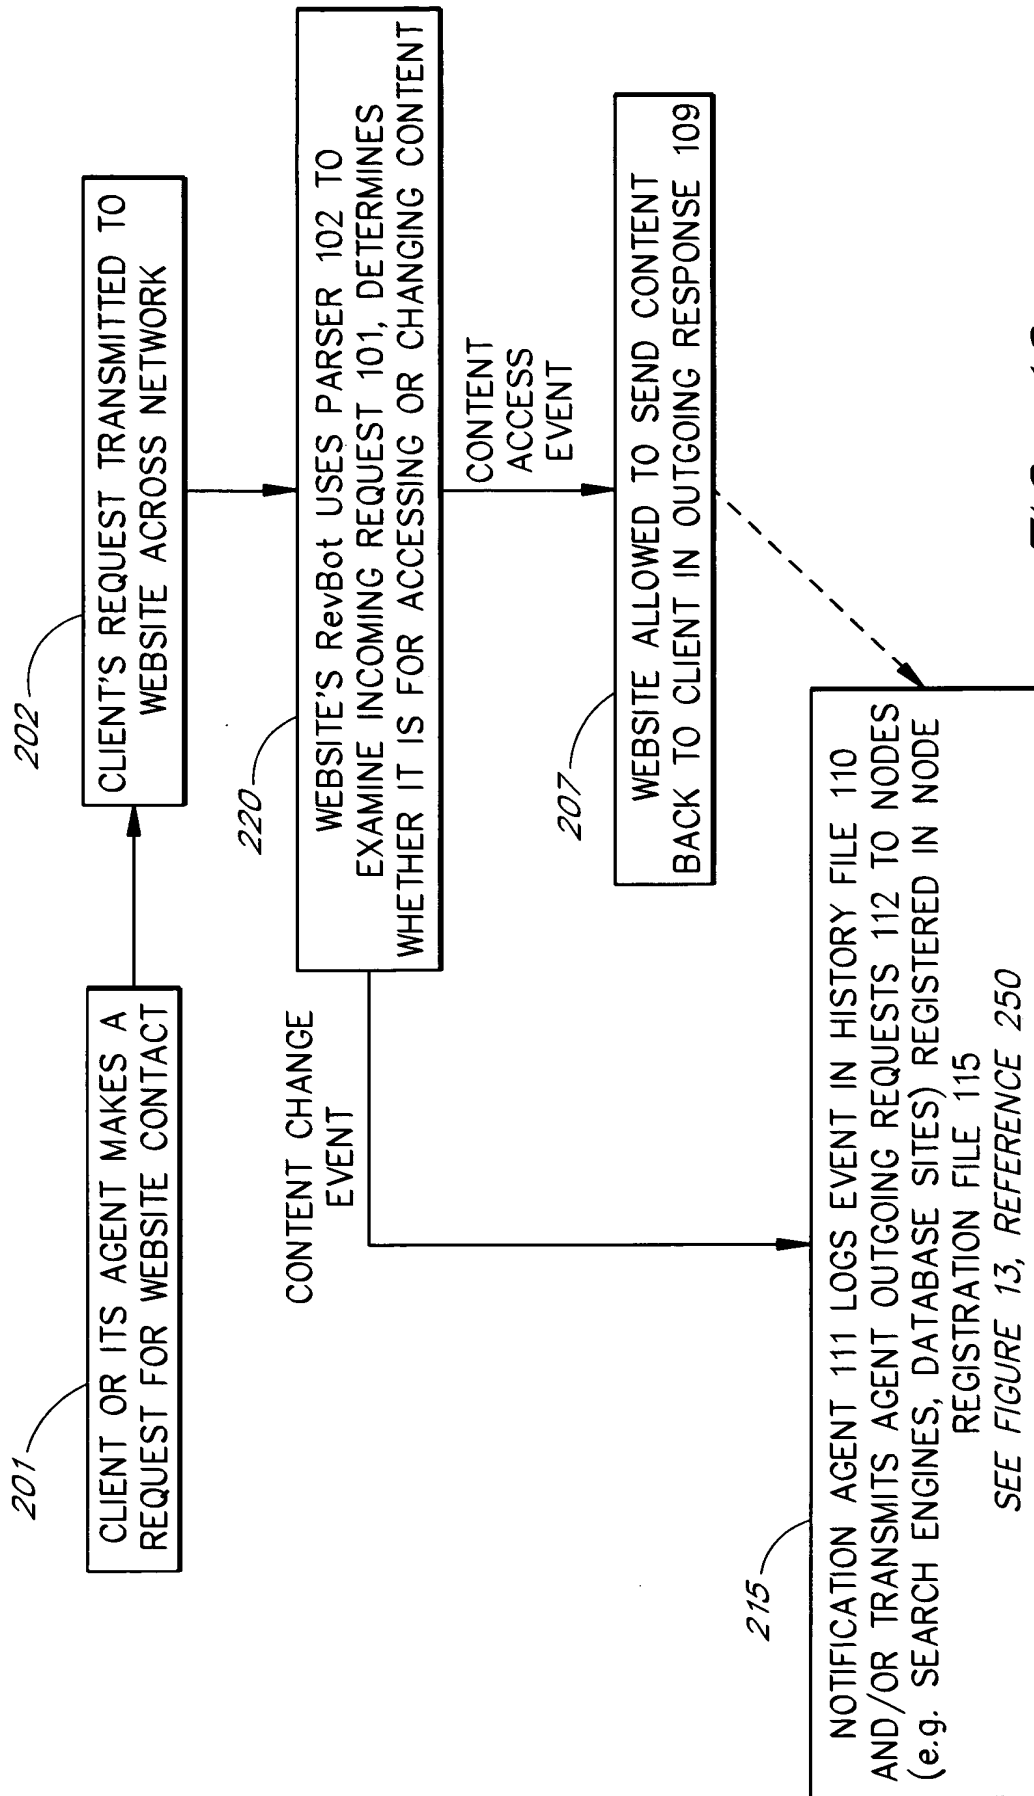 201
CLIENT OR ITS AGENT MAKES A
REQUEST FOR WEBSITE CONTACT
202
CLIENT'S REQUEST TRANSMITTED TO
WEBSITE ACROSS NETWORK
220
WEBSITE'S RevBot USES PARSER 102 TO
EXAMINE INCOMING REQUEST 101, DETERMINES
WHETHER IT IS FOR ACCESSING OR CHANGING CONTENT
CONTENT CHANGE
EVENT
CONTENT
ACCESS
EVENT
207
WEBSITE ALLOWED TO SEND CONTENT
BACK TO CLIENT IN OUTGOING RESPONSE 109
215
NOTIFICATION AGENT 111 LOGS EVENT IN HISTORY FILE 110
AND/OR TRANSMITS AGENT OUTGOING REQUESTS 112 TO NODES
(e.g. SEARCH ENGINES, DATABASE SITES) REGISTERED IN NODE
REGISTRATION FILE 115
SEE FIGURE 13, REFERENCE 250